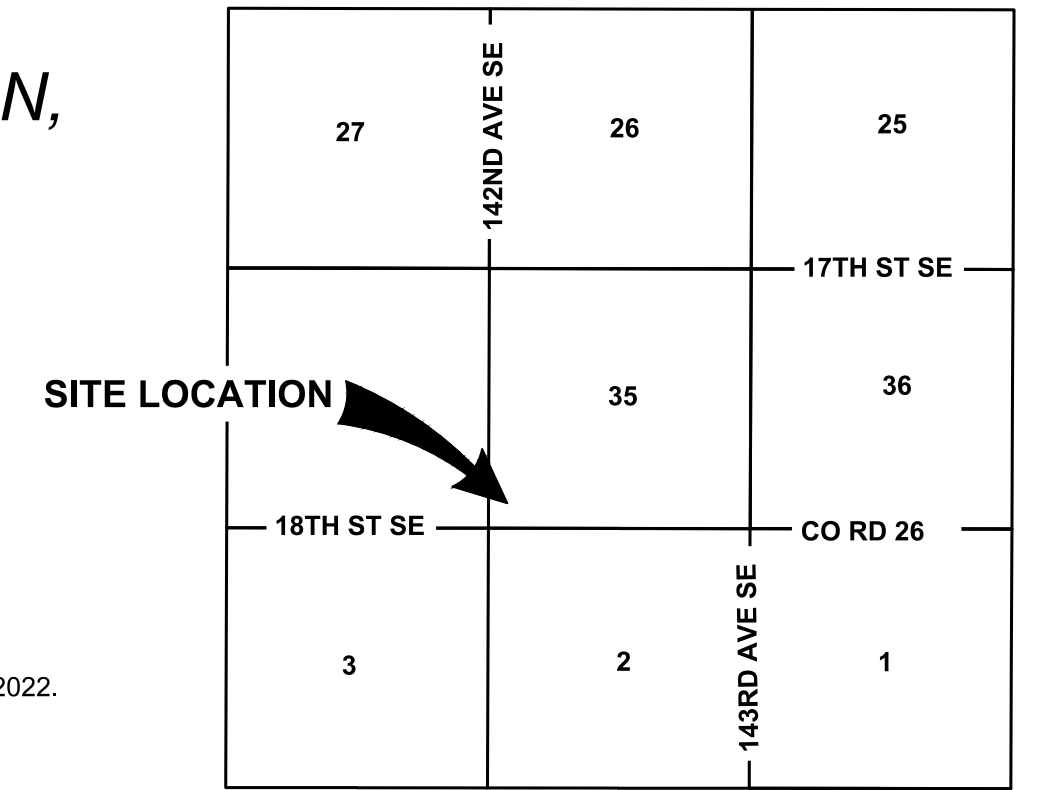 N,
142ND AVE SE
27
26
25
17TH ST SE
SITE LOCATION
35
36
18TH ST SE
CO RD 26
143RD AVE SE
3
2
1
2022.